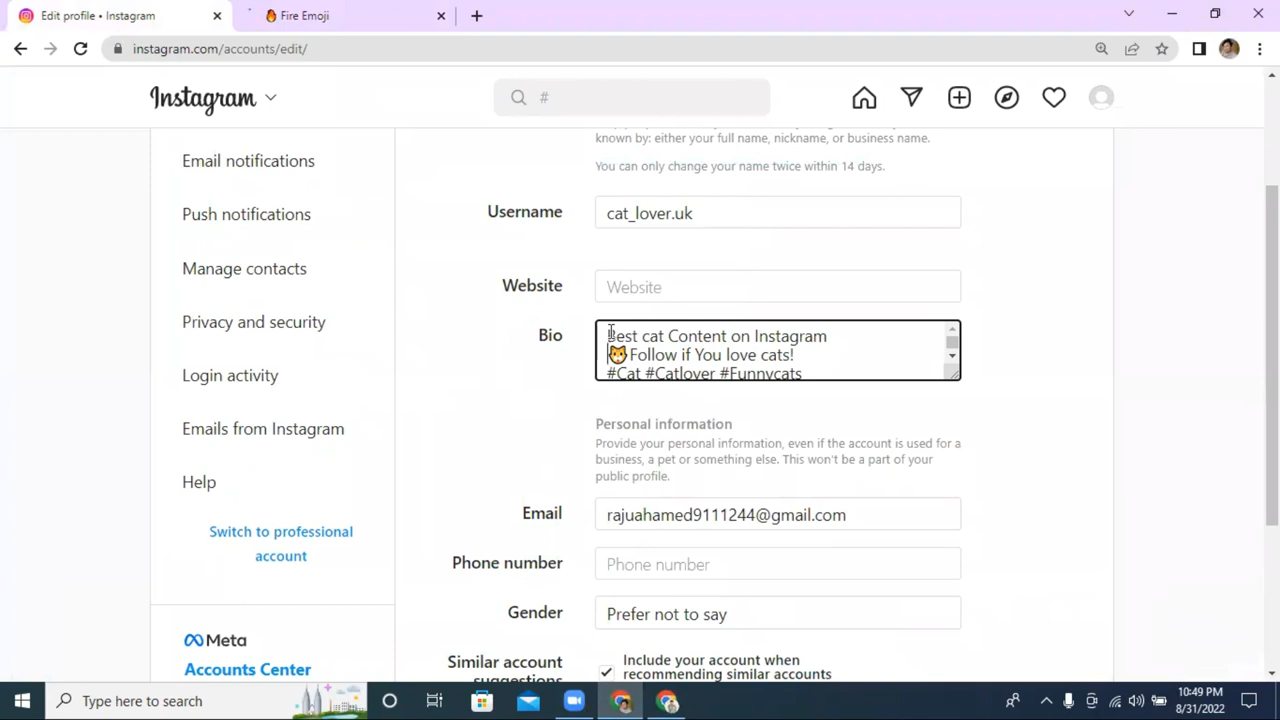 Edit profile • Instagram
Fire Emoji
instagram.com/accounts/edit/
Instagram
#
known by: either your full name, nickname, or business name.
You can only change your name twice within 14 days.
Email notifications
Push notifications
Manage contacts
Privacy and security
Login activity
Emails from Instagram
Help
Switch to professional
account
Meta
Accounts Center
Username
cat_lover.uk
Website
Website
Bio
Best cat Content on Instagram
🐱Follow if You love cats!
#Cat #Catlover #Funnycats
Personal information
Provide your personal information, even if the account is used for a
business, a pet or something else. This won't be a part of your
public profile.
Email
rajuahamed9111244@gmail.com
Phone number
Phone number
Gender
Prefer not to say
Similar account
suggestions
Include your account when
recommending similar accounts
Type here to search
10:49 PM
8/31/2022